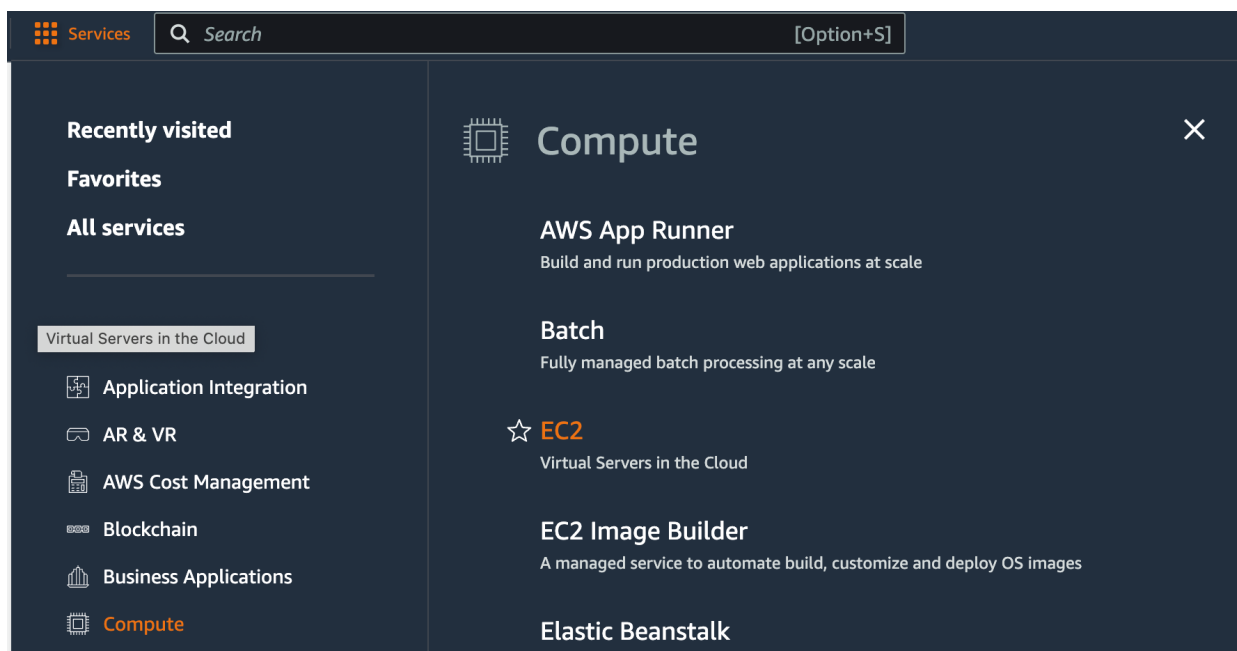 Services
Search [Option+S]
Recently visited
Favorites
All services
Virtual Servers in the Cloud
Application Integration
AR & VR
AWS Cost Management
Blockchain
Business Applications
Compute
Compute
AWS App Runner
Build and run production web applications at scale
Batch
Fully managed batch processing at any scale
EC2
Virtual Servers in the Cloud
EC2 Image Builder
A managed service to automate build, customize and deploy OS images
Elastic Beanstalk